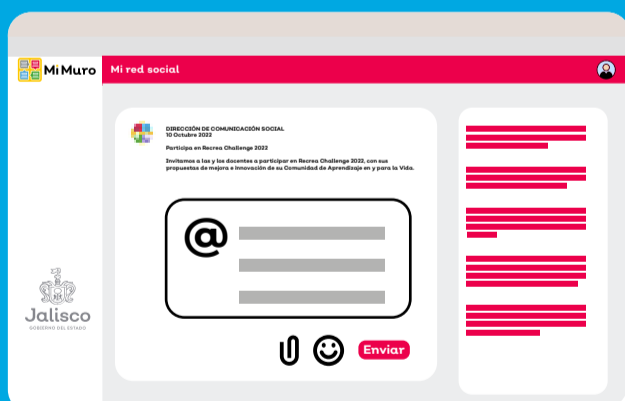 Mi Muro
Mi red social
DIRECCIÓN DE COMUNICACIÓN SOCIAL
10 Octubre 2022
Participa en Recrea Challenge 2022
Invitamos a las y los docentes a participar en Recrea Challenge 2022, con sus
propuestas de mejora e innovación de su Comunidad de Aprendizaje en y para la Vida.
@
Enviar
Jalisco
GOBIERNO DEL ESTADO